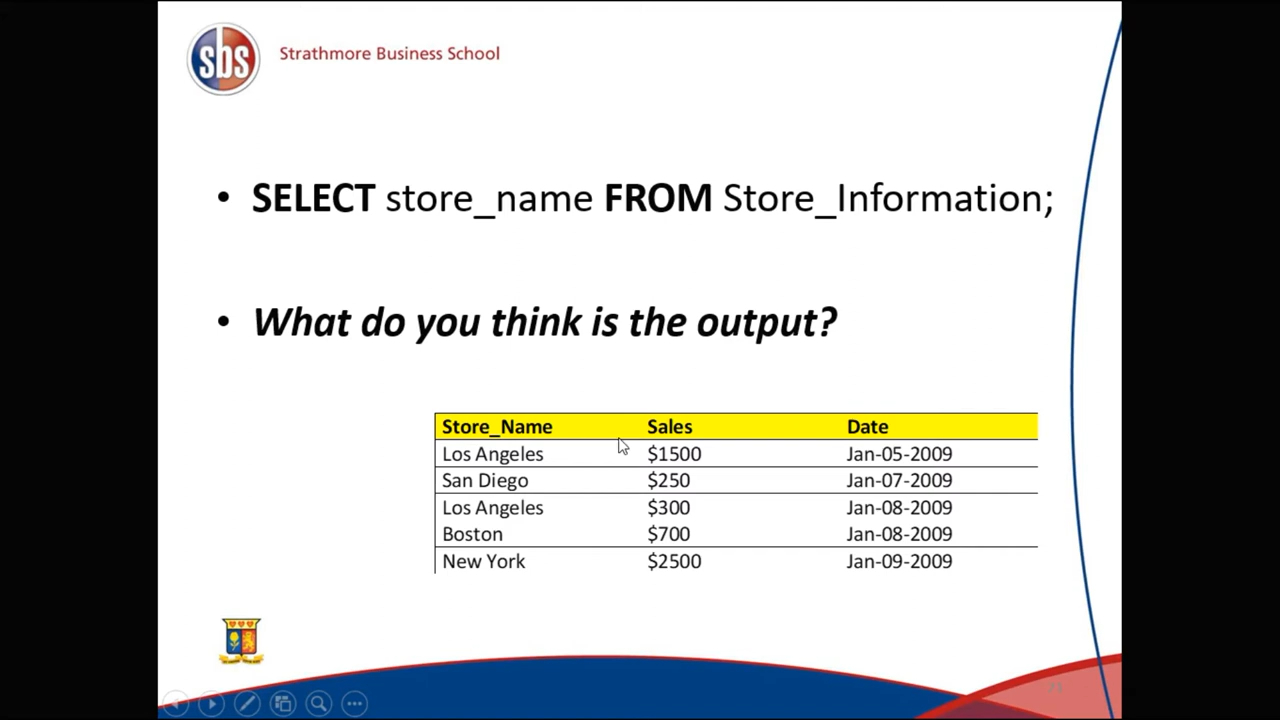 sbs
Strathmore Business School
• SELECT store_name FROM Store_Information;
• What do you think is the output?
Store_Name Sales Date
Los Angeles $1500 Jan-05-2009
San Diego $250 Jan-07-2009
Los Angeles $300 Jan-08-2009
Boston $700 Jan-08-2009
New York $2500 Jan-09-2009